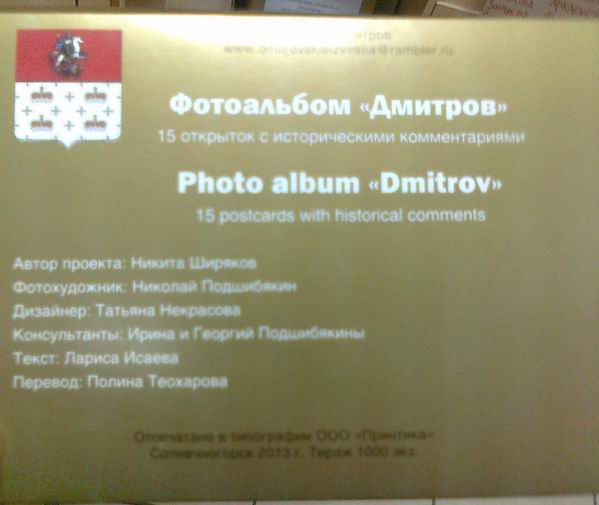 www.dmitrovskieizvestia@rambler.ru
Фотоальбом «Дмитров»
15 открыток с историческими комментариями
Photo album «Dmitrov»
15 postcards with historical comments
Автор проекта: Никита Ширяков
Фотохудожник: Николай Подшибякин
Дизайнер: Татьяна Некрасова
Консультанты: Ирина и Георгий Подшибякины
Текст: Лариса Исаева
Перевод: Полина Теохарова
Отпечатано в типографии ООО «Принтика»
Солнечногорск 2013 г. Тираж 1000 экз.